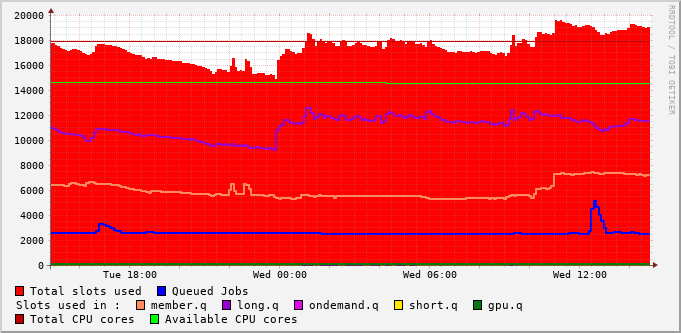 20000
18000
16000
14000
12000
10000
8000
6000
4000
2000
0
Tue 18:00 Wed 00:00 Wed 06:00 Wed 12:00
RRDTOOL / TOBI OETIKER
Total slots used Queued Jobs
Slots used in : member.q long.q ondemand.q short.q gpu.q
Total CPU cores Available CPU cores